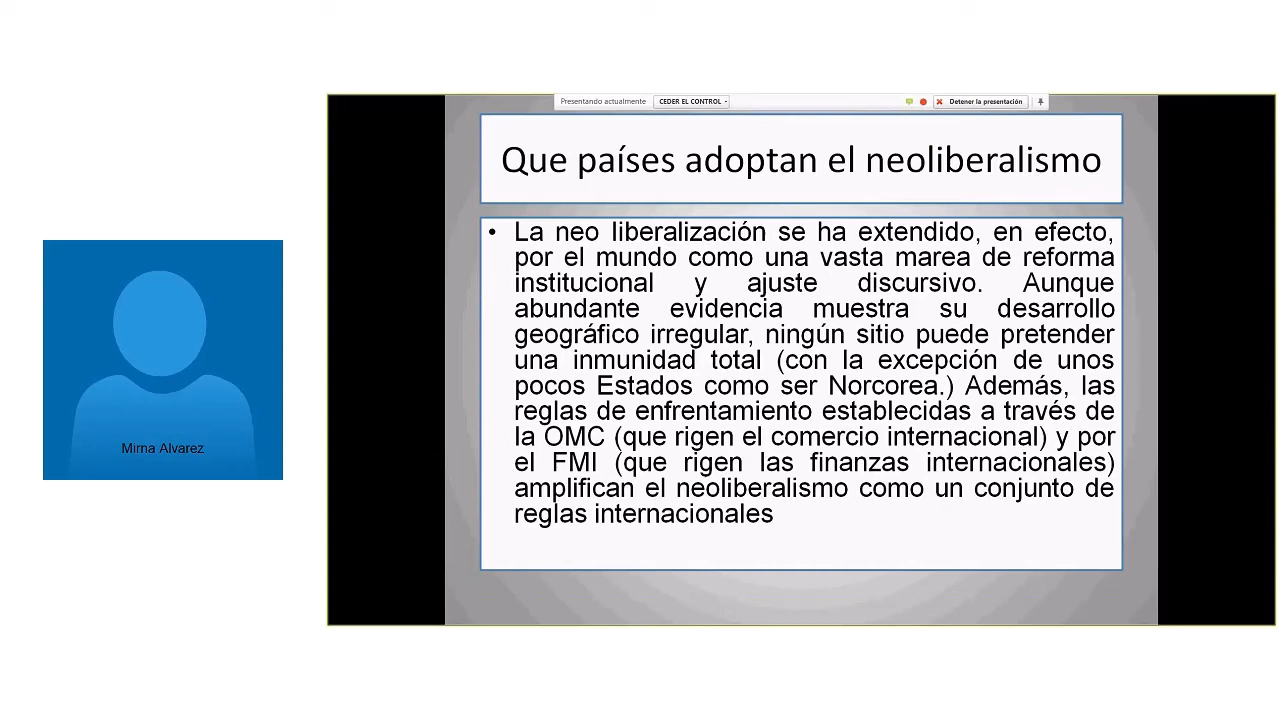 Presentando actualmente CEDER EL CONTROL Detener la presentación
Que países adoptan el neoliberalismo
• La neo liberalización se ha extendido, en efecto,
por el mundo como una vasta marea de reforma
institucional y ajuste discursivo. Aunque
abundante evidencia muestra su desarrollo
geográfico irregular, ningún sitio puede pretender
una inmunidad total (con la excepción de unos
pocos Estados como ser Norcorea.) Además, las
reglas de enfrentamiento establecidas a través de
la OMC (que rigen el comercio internacional) y por
el FMI (que rigen las finanzas internacionales)
amplifican el neoliberalismo como un conjunto de
reglas internacionales
Mirna Alvarez